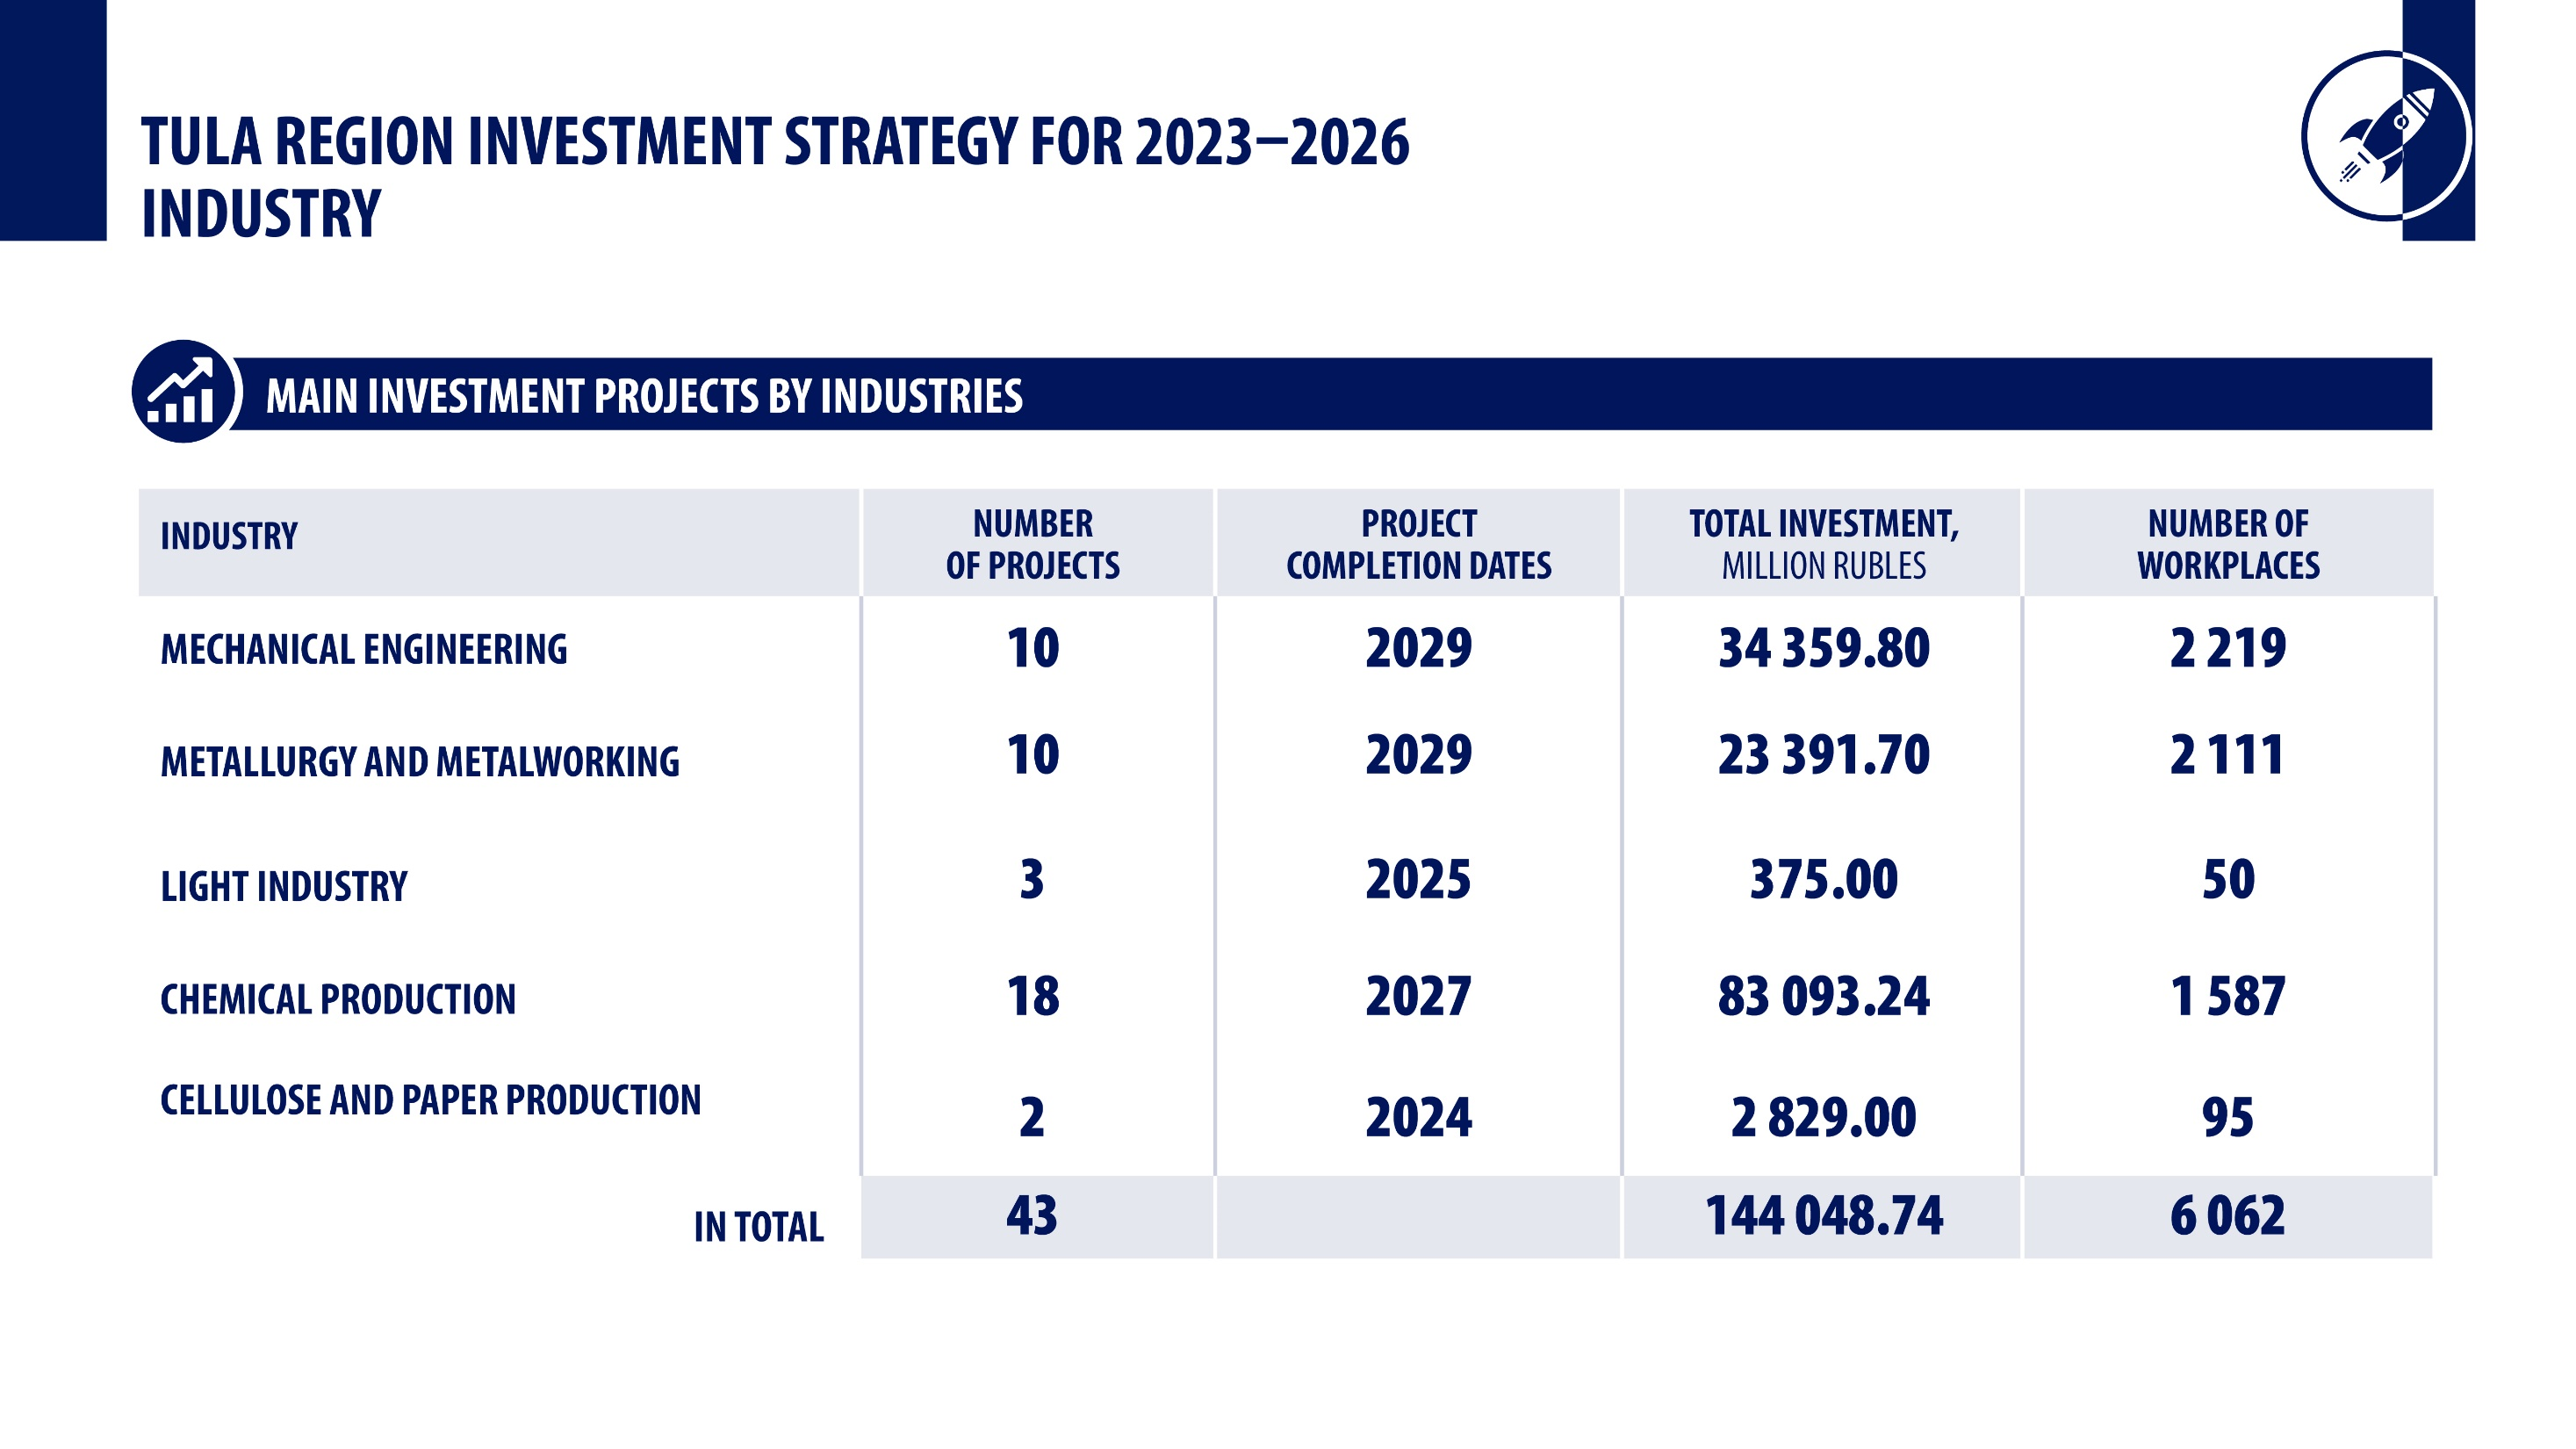 TULA REGION INVESTMENT STRATEGY FOR 2023–2026
INDUSTRY
MAIN INVESTMENT PROJECTS BY INDUSTRIES
INDUSTRY
NUMBER
OF PROJECTS
PROJECT
COMPLETION DATES
TOTAL INVESTMENT,
MILLION RUBLES
NUMBER OF
WORKPLACES
MECHANICAL ENGINEERING 10 2029 34 359.80 2 219
METALLURGY AND METALWORKING 10 2029 23 391.70 2 111
LIGHT INDUSTRY 3 2025 375.00 50
CHEMICAL PRODUCTION 18 2027 83 093.24 1 587
CELLULOSE AND PAPER PRODUCTION 2 2024 2 829.00 95
IN TOTAL 43 144 048.74 6 062